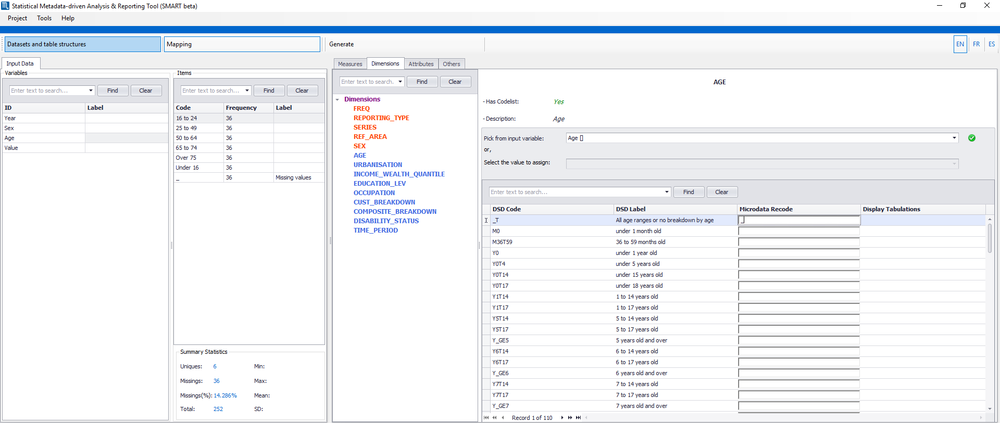 Statistical Metadata-driven Analysis & Reporting Tool (SMART beta)
Project Tools Help
Datasets and table structures Mapping Generate EN FR ES
Input Data
Variables
Enter text to search... Find Clear
ID Label
Year
Sex
Age
Value
Items
Enter text to search... Find Clear
Code Frequency Label
16 to 24 36
25 to 49 36
50 to 64 36
65 to 74 36
Over 75 36
Under 16 36
_ 36 Missing values
Summary Statistics
Uniques: 6 Min:
Missings: 36 Max:
Missings(%): 14.286% Mean:
Total: 252 SD:
Measures Dimensions Attributes Others
Enter text to search. Find Clear
Dimensions
FREQ
REPORTING_TYPE
SERIES
REF_AREA
SEX
AGE
URBANISATION
INCOME_WEALTH_QUANTILE
EDUCATION_LEV
OCCUPATION
CUST_BREAKDOWN
COMPOSITE_BREAKDOWN
DISABILITY_STATUS
TIME_PERIOD
AGE
- Has Codelist: Yes
- Description: Age
Pick from input variable: Age []
or,
Select the value to assign:
Enter text to search... Find Clear
DSD Code DSD Label Microdata Recode Display Tabulations
_T All age ranges or no breakdown by age _
M0 under 1 month old
M36T59 36 to 59 months old
Y0 under 1 year old
Y0T4 under 5 years old
Y0T14 under 15 years old
Y0T17 under 18 years old
Y1T14 1 to 14 years old
Y1T17 1 to 17 years old
Y5T14 5 to 14 years old
Y5T17 5 to 17 years old
Y_GE5 5 years old and over
Y6T14 6 to 14 years old
Y6T17 6 to 17 years old
Y_GE6 6 years old and over
Y7T14 7 to 14 years old
Y7T17 7 to 17 years old
Y_GE7 7 years old and over
Record 1 of 110